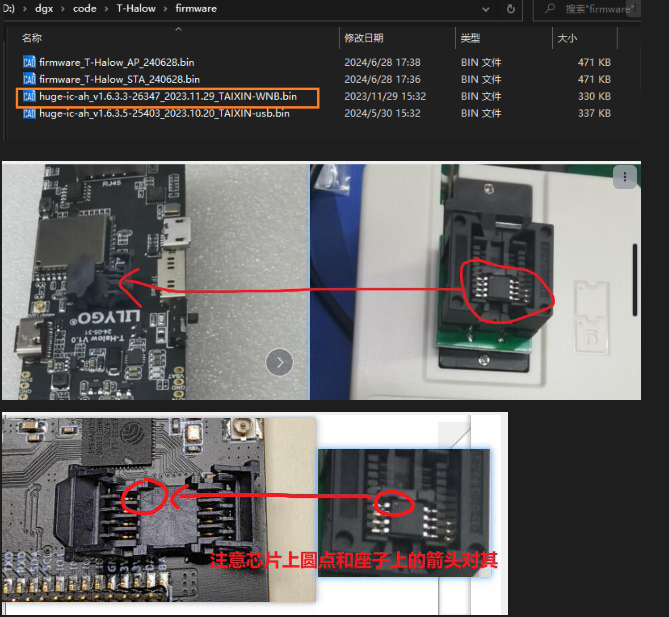 D:) › dgx › code › T-Halow › firmware
搜索"firmware"
名称 修改日期 类型 大小
firmware_T-Halow_AP_240628.bin 2024/6/28 17:38 BIN 文件 471 KB
firmware_T-Halow_STA_240628.bin 2024/6/28 17:36 BIN 文件 471 KB
huge-ic-ah_v1.6.3.3-26347_2023.11.29_TAIXIN-WNB.bin 2023/11/29 15:32 BIN 文件 330 KB
huge-ic-ah_v1.6.3.5-25403_2023.10.20_TAIXIN-usb.bin 2024/5/30 15:32 BIN 文件 337 KB
RJ45
LILYGO®
T-Halow V1.0
24-05-31
VBAT
GND
注意芯片上圆点和座子上的箭头对其